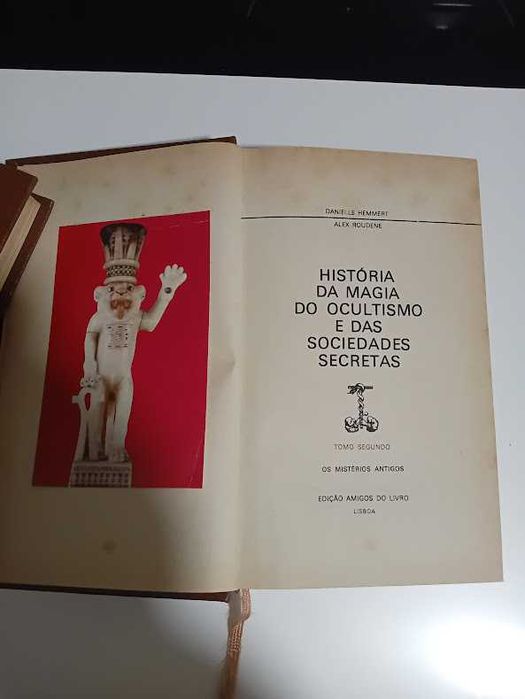 DANIELLE HEMMERT
ALEX ROUDENE
HISTÓRIA
DA MAGIA
DO OCULTISMO
E DAS
SOCIEDADES
SECRETAS
TOMO SEGUNDO
OS MISTÉRIOS ANTIGOS
EDIÇÃO AMIGOS DO LIVRO
LISBOA